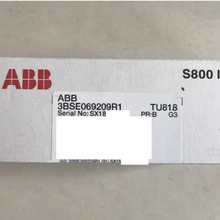 ABB
S800 I
ABB
3BSE069209R1 TU818
Serial No: SX18 PR:B G3